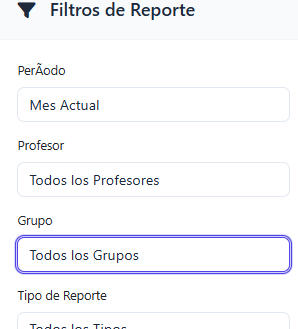 Filtros de Reporte
PerÃodo
Mes Actual
Profesor
Todos los Profesores
Grupo
Todos los Grupos
Tipo de Reporte
Todos los Tipos